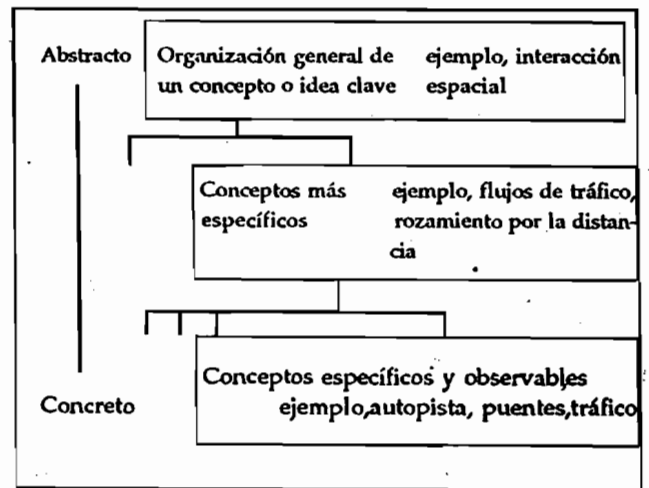 Abstracto
Organización general de
un concepto o idea clave
ejemplo, interacción
espacial
Conceptos más
específicos
ejemplo, flujos de tráfico,
rozamiento por la distan-
cia
Conceptos específicos y observables
ejemplo,autopista, puentes,tráfico
Concreto